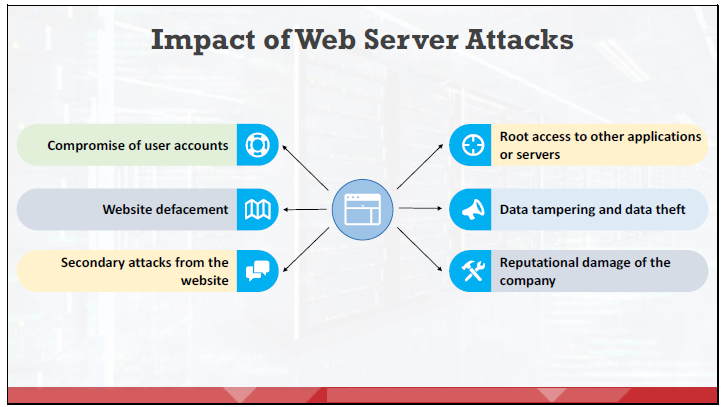 Impact of Web Server Attacks
Compromise of user accounts
Website defacement
Secondary attacks from the
website
Root access to other applications
or servers
Data tampering and data theft
Reputational damage of the
company